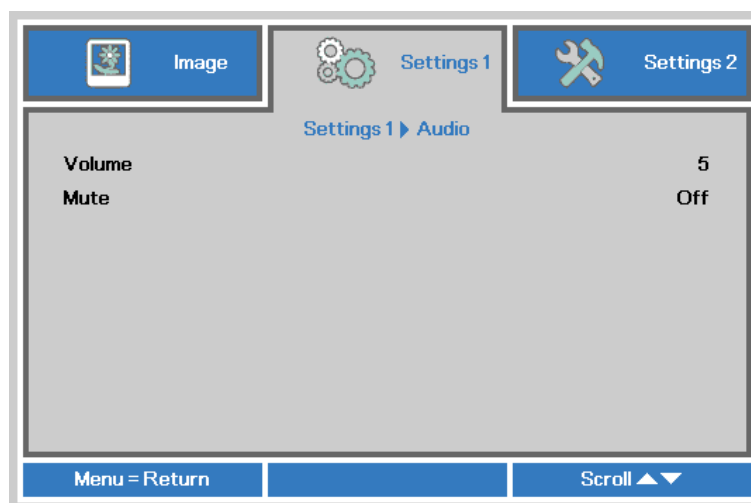 Image
Settings 1
Settings 2
Settings 1 ▶ Audio
Volume 5
Mute Off
Menu = Return
Scroll ▲▼